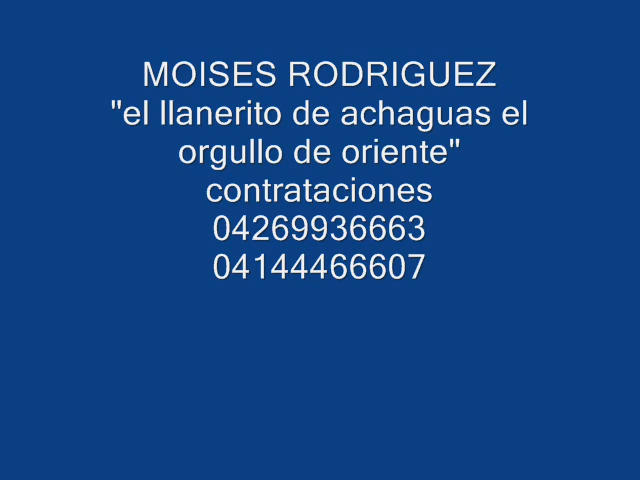 MOISES RODRIGUEZ
"el llanerito de achaguas el
orgullo de oriente"
contrataciones
04269936663
04144466607